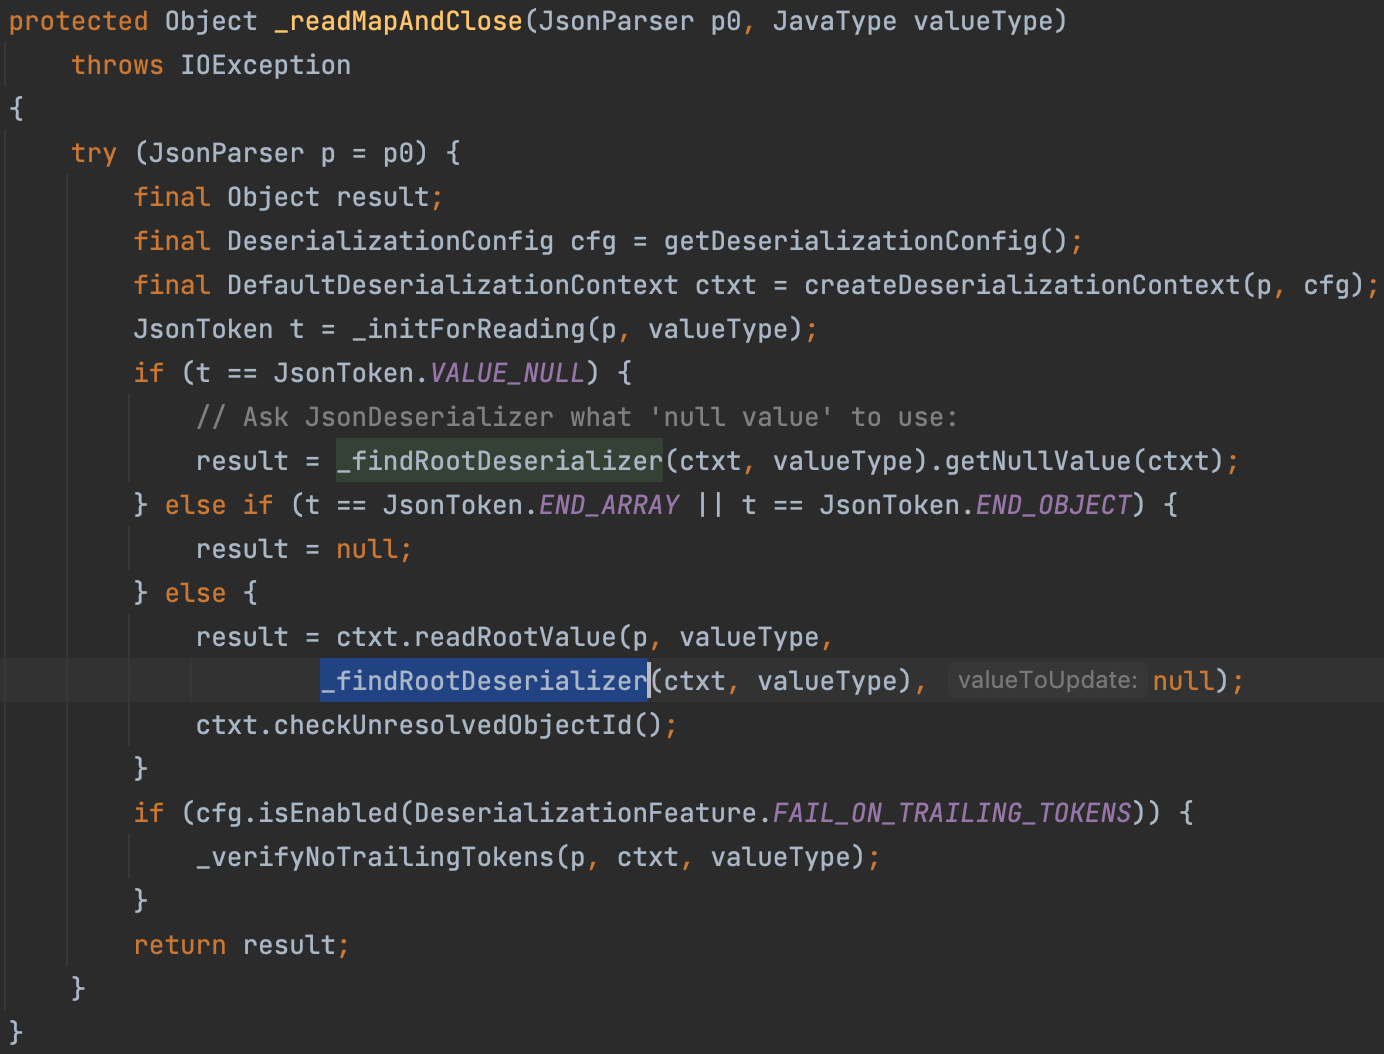 protected Object _readMapAndClose(JsonParser p0, JavaType valueType)
    throws IOException
{
    try (JsonParser p = p0) {
        final Object result;
        final DeserializationConfig cfg = getDeserializationConfig();
        final DefaultDeserializationContext ctxt = createDeserializationContext(p, cfg);
        JsonToken t = _initForReading(p, valueType);
        if (t == JsonToken.VALUE_NULL) {
            // Ask JsonDeserializer what 'null value' to use:
            result = _findRootDeserializer(ctxt, valueType).getNullValue(ctxt);
        } else if (t == JsonToken.END_ARRAY || t == JsonToken.END_OBJECT) {
            result = null;
        } else {
            result = ctxt.readRootValue(p, valueType,
                    _findRootDeserializer(ctxt, valueType), valueToUpdate: null);
            ctxt.checkUnresolvedObjectId();
        }
        if (cfg.isEnabled(DeserializationFeature.FAIL_ON_TRAILING_TOKENS)) {
            _verifyNoTrailingTokens(p, ctxt, valueType);
        }
        return result;
    }
}